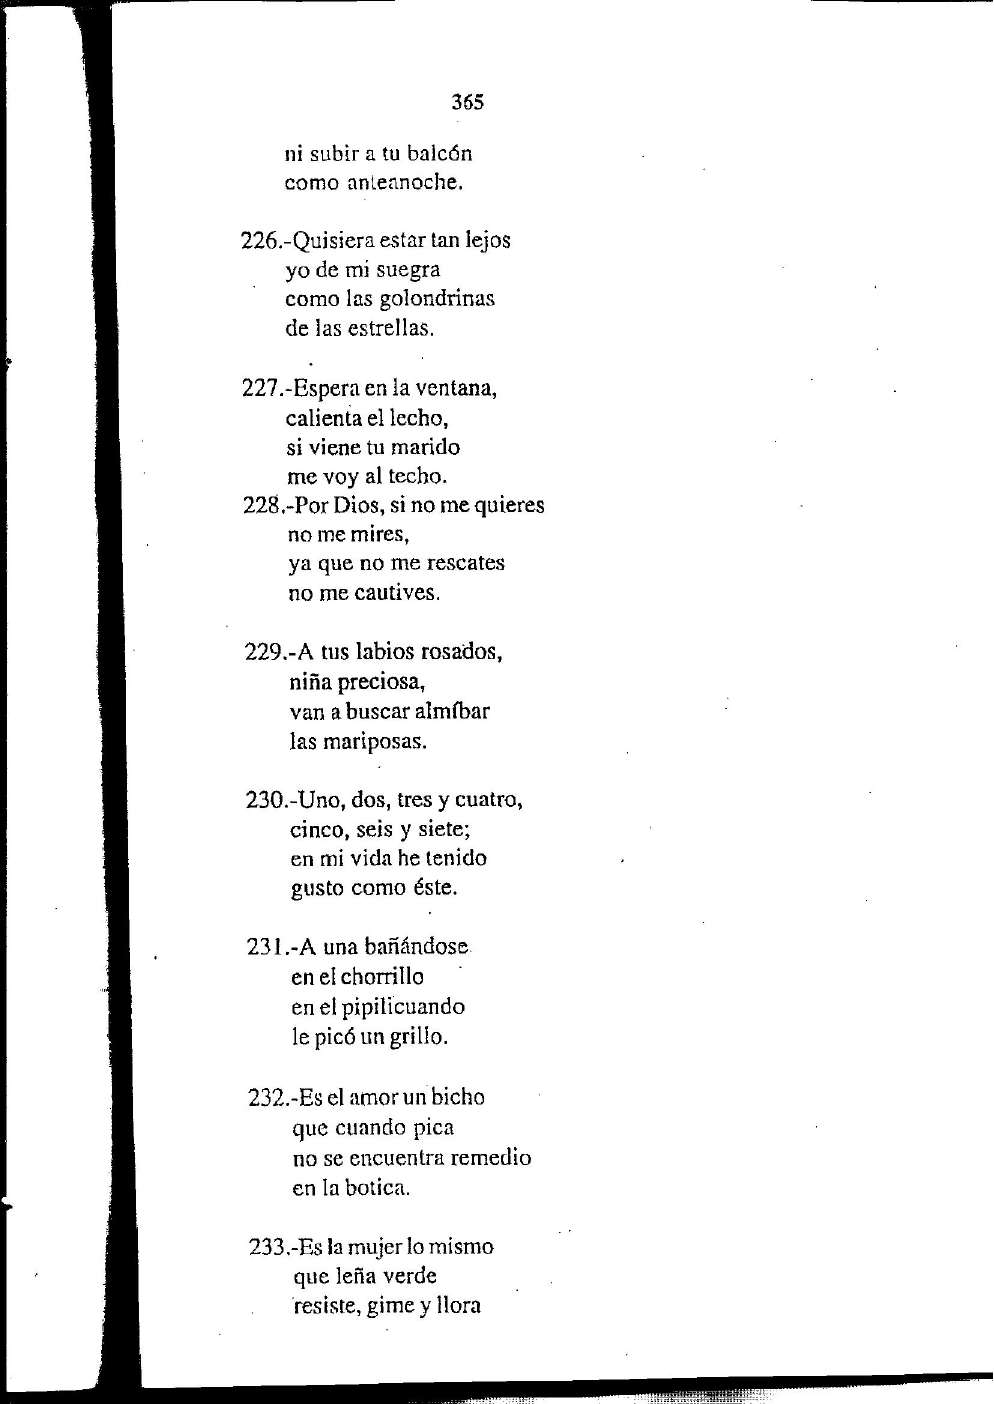 365
ni subir a tu balcón
como anteanoche.
226.-Quisiera estar tan lejos
yo de mi suegra
como las golondrinas
de las estrellas.
227.-Espera en la ventana,
calienta el lecho,
si viene tu marido
me voy al techo.
228.-Por Dios, si no me quieres
no me mires,
ya que no me rescates
no me cautives.
229.-A tus labios rosados,
niña preciosa,
van a buscar almíbar
las mariposas.
230.-Uno, dos, tres y cuatro,
cinco, seis y siete;
en mi vida he tenido
gusto como éste.
231.-A una bañándose
en el chorrillo
en el pipilicuando
le picó un grillo.
232.-Es el amor un bicho
que cuando pica
no se encuentra remedio
en la botica.
233.-Es la mujer lo mismo
que leña verde
resiste, gime y llora